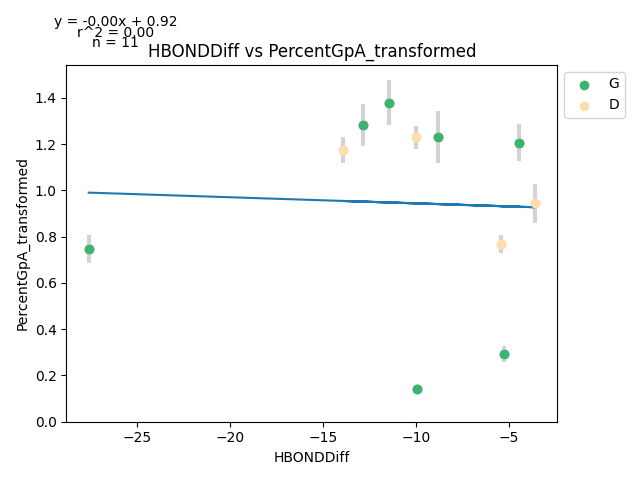 y = -0.00x + 0.92
r^2 = 0.00
n = 11
HBONDDiff vs PercentGpA_transformed
G
D
PercentGpA_transformed
1.4
1.2
1.0
0.8
0.6
0.4
0.2
0.0
−25
−20
−15
−10
−5
HBONDDiff